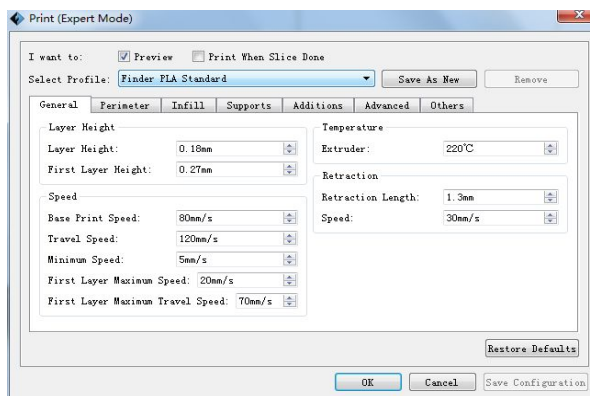 Print (Expert Mode)
I want to: Preview Print When Slice Done
Select Profile: Finder PLA Standard Save As New Remove
General Perimeter Infill Supports Additions Advanced Others
Layer Height
Layer Height: 0.18mm
First Layer Height: 0.27mm
Speed
Base Print Speed: 80mm/s
Travel Speed: 120mm/s
Minimum Speed: 5mm/s
First Layer Maximum Speed: 20mm/s
First Layer Maximum Travel Speed: 70mm/s
Temperature
Extruder: 220℃
Retraction
Retraction Length: 1.3mm
Speed: 30mm/s
Restore Defaults
OK Cancel Save Configuration